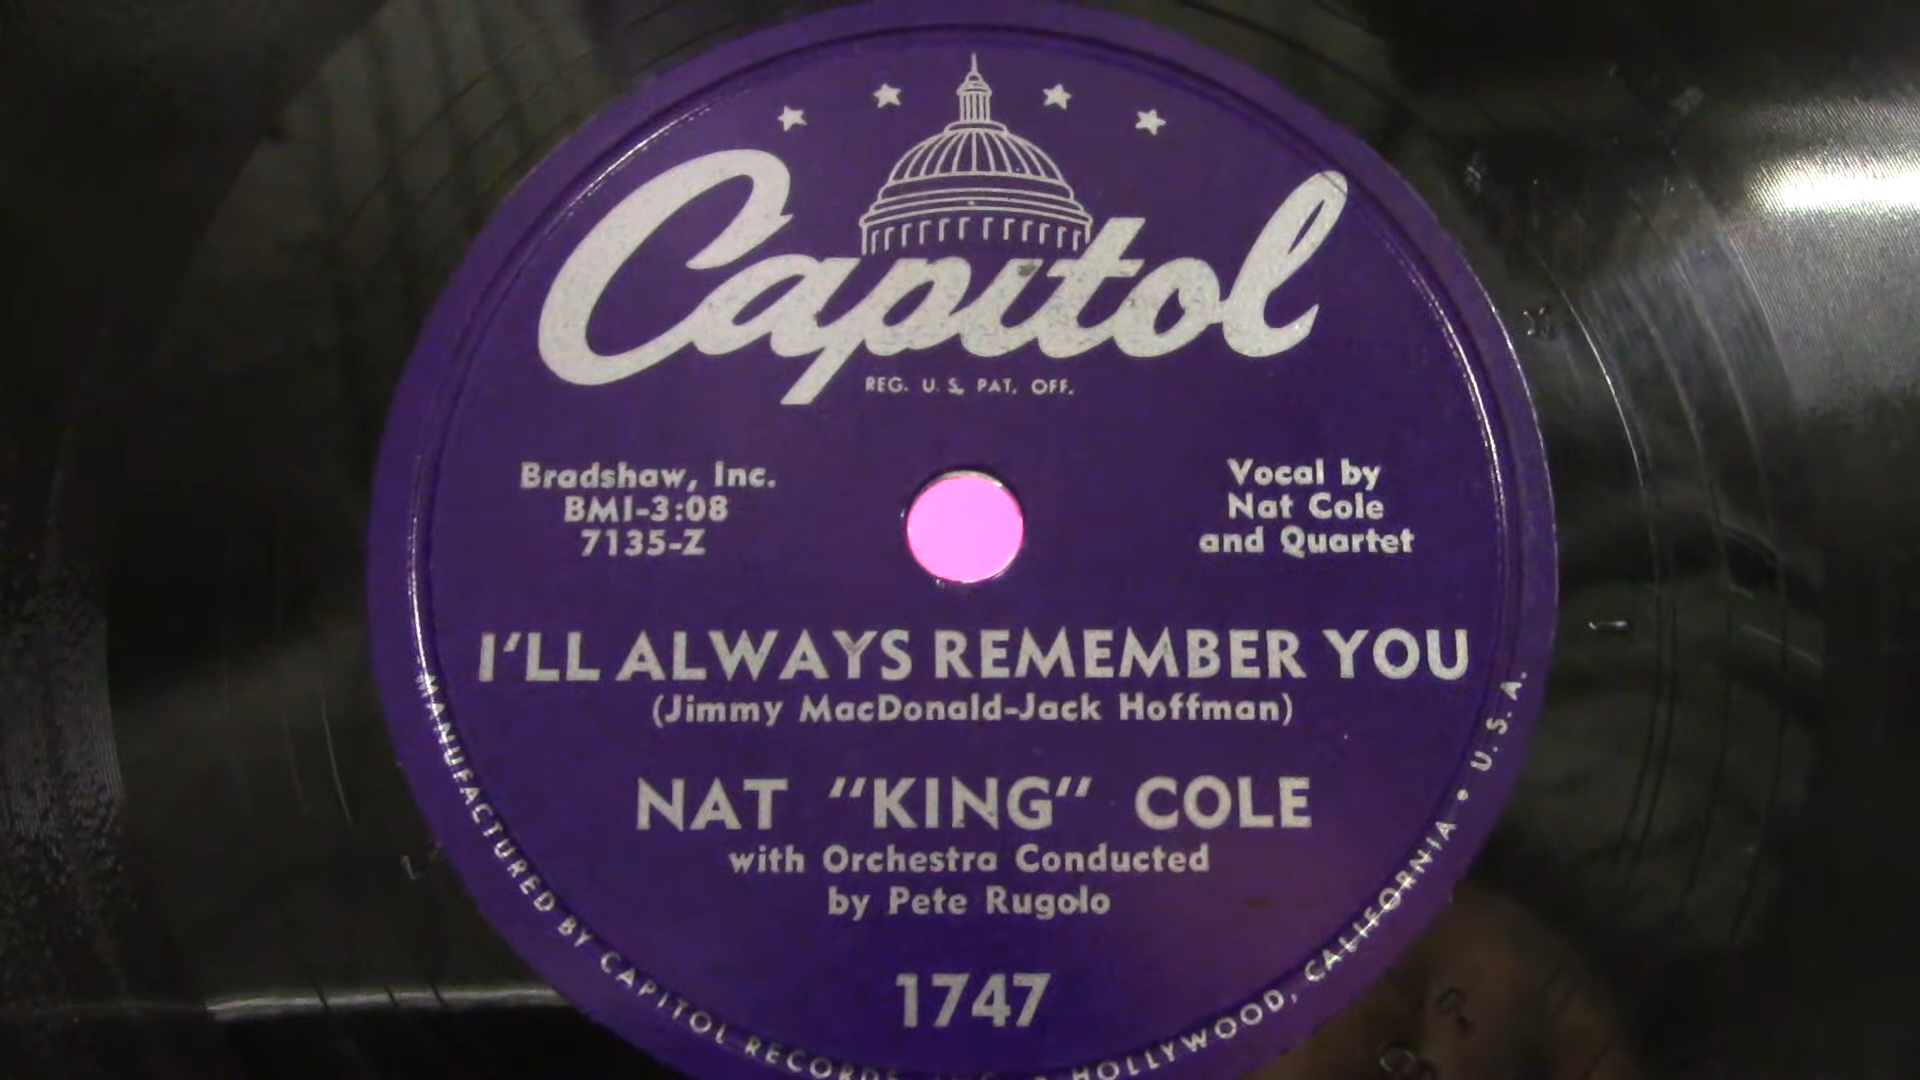 Capitol
REG. U. S. PAT. OFF.
Bradshaw, Inc.
BMI-3:08
7135-Z
Vocal by
Nat Cole
and Quartet
I'LL ALWAYS REMEMBER YOU
(Jimmy MacDonald-Jack Hoffman)
NAT "KING" COLE
with Orchestra Conducted
by Pete Rugolo
1747
MANUFACTURED BY CAPITOL RECORDS, INC. • HOLLYWOOD, CALIFORNIA • U. S. A.